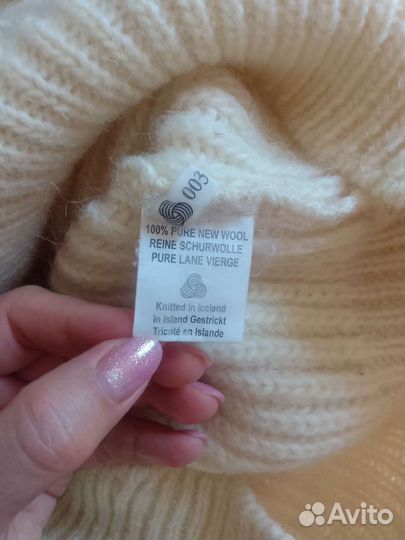 003
100% PURE NEW WOOL
REINE SCHURWOLLE
PURE LANE VIERGE
Knitted in Iceland
In Island Gestrickt
Tricoté en Islande
Avito